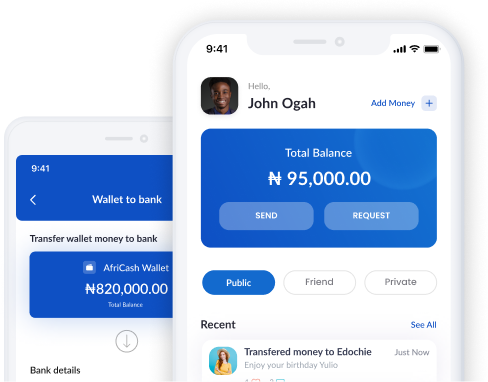 9:41
Wallet to bank
Transfer wallet money to bank
AfriCash Wallet
₦820,000.00
Total Balance
Bank details
9:41
Hello,
John Ogah
Add Money +
Total Balance
₦ 95,000.00
SEND REQUEST
Public Friend Private
Recent See All
Transfered money to Edochie Just Now
Enjoy your birthday Yulio